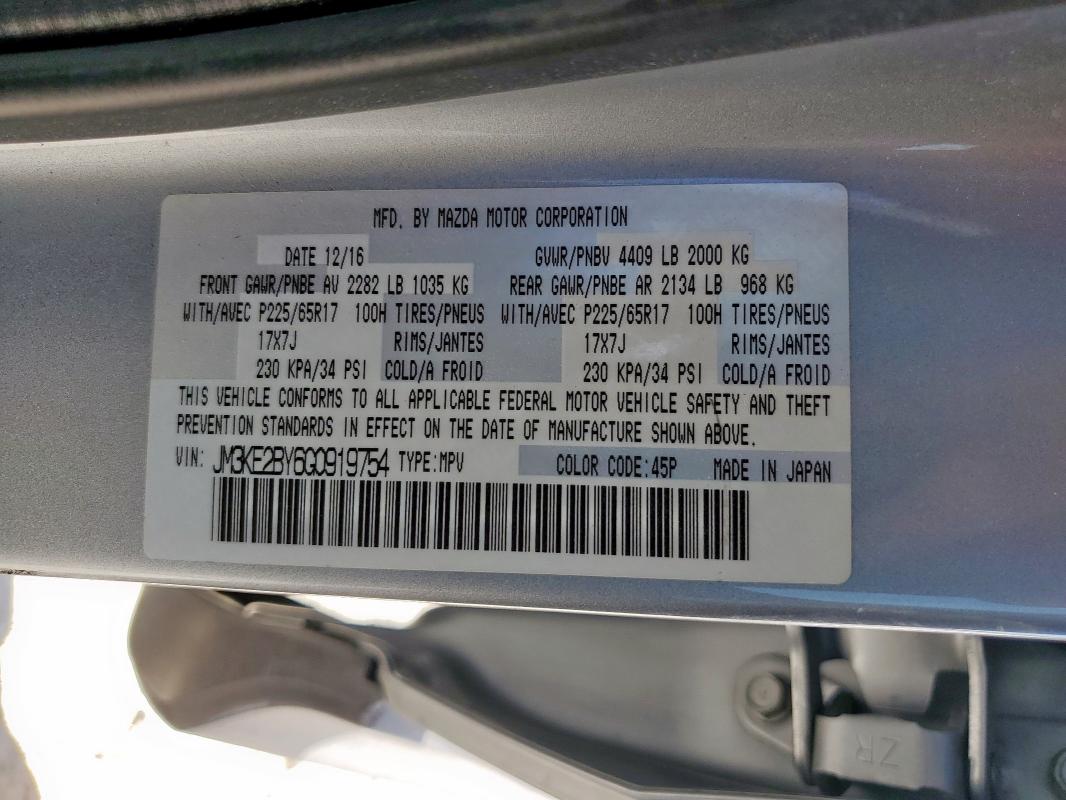 MFD. BY MAZDA MOTOR CORPORATION
DATE 12/16 GVWR/PNBV 4409 LB 2000 KG
FRONT GAWR/PNBE AV 2282 LB 1035 KG REAR GAWR/PNBE AR 2134 LB 968 KG
WITH/AVEC P225/65R17 100H TIRES/PNEUS WITH/AVEC P225/65R17 100H TIRES/PNEUS
17X7J RIMS/JANTES 17X7J RIMS/JANTES
230 KPA/34 PSI COLD/A FROID 230 KPA/34 PSI COLD/A FROID
THIS VEHICLE CONFORMS TO ALL APPLICABLE FEDERAL MOTOR VEHICLE SAFETY AND THEFT
PREVENTION STANDARDS IN EFFECT ON THE DATE OF MANUFACTURE SHOWN ABOVE.
VIN: JM3KE2BY6G0919754 TYPE:MPV COLOR CODE:45P MADE IN JAPAN
ZR